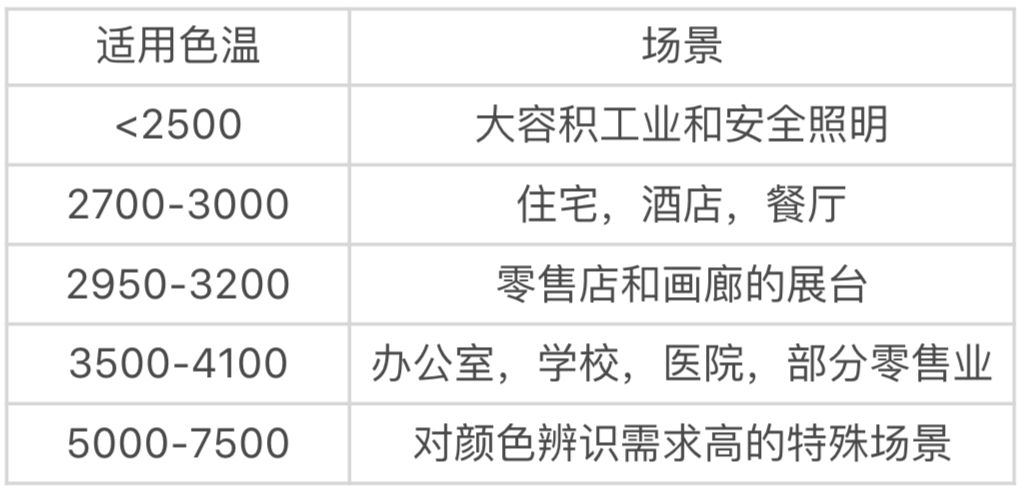 适用色温 场景
<2500 大容积工业和安全照明
2700-3000 住宅，酒店，餐厅
2950-3200 零售店和画廊的展台
3500-4100 办公室，学校，医院，部分零售业
5000-7500 对颜色辨识需求高的特殊场景